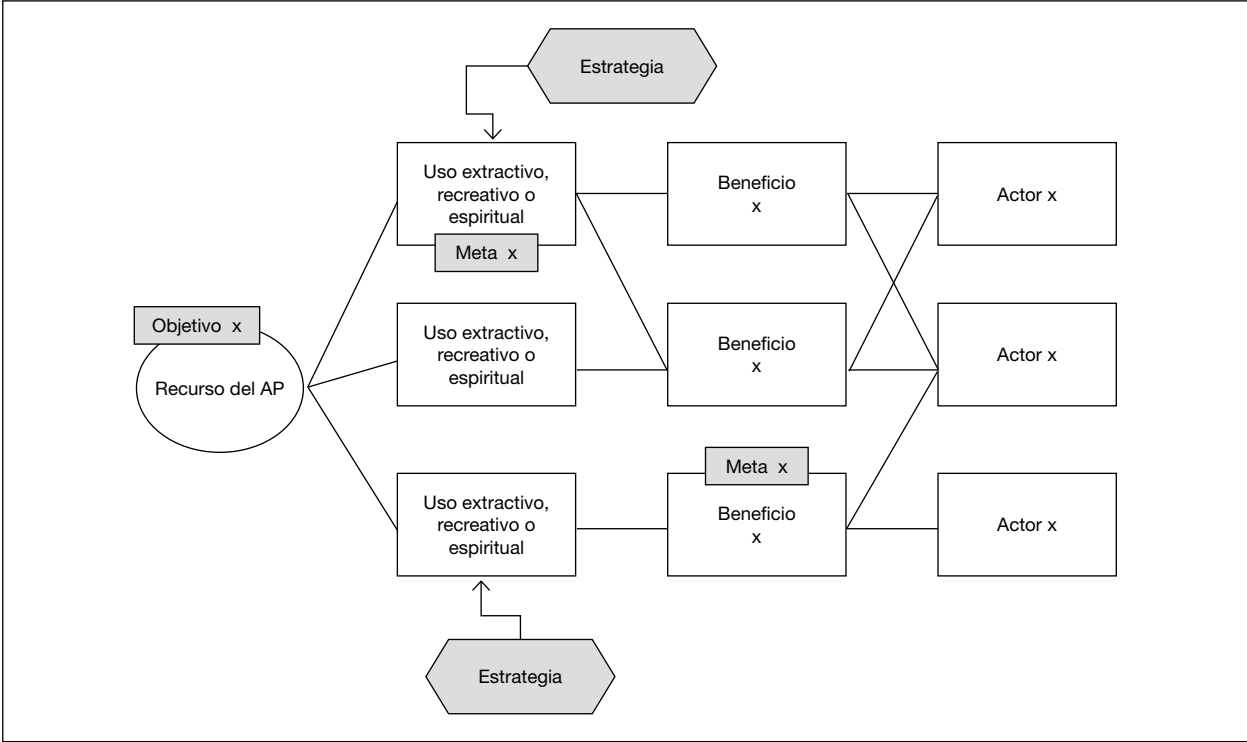 Estrategia
Uso extractivo,
recreativo o
espiritual
Meta x
Beneficio
x
Actor x
Objetivo x
Recurso del AP
Uso extractivo,
recreativo o
espiritual
Beneficio
x
Actor x
Uso extractivo,
recreativo o
espiritual
Meta x
Beneficio
x
Actor x
Estrategia